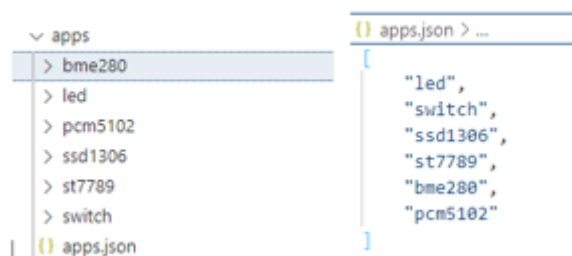 apps
bme280
led
pcm5102
ssd1306
st7789
switch
{} apps.json
{} apps.json > ...
[
"led",
"switch",
"ssd1306",
"st7789",
"bme280",
"pcm5102"
]